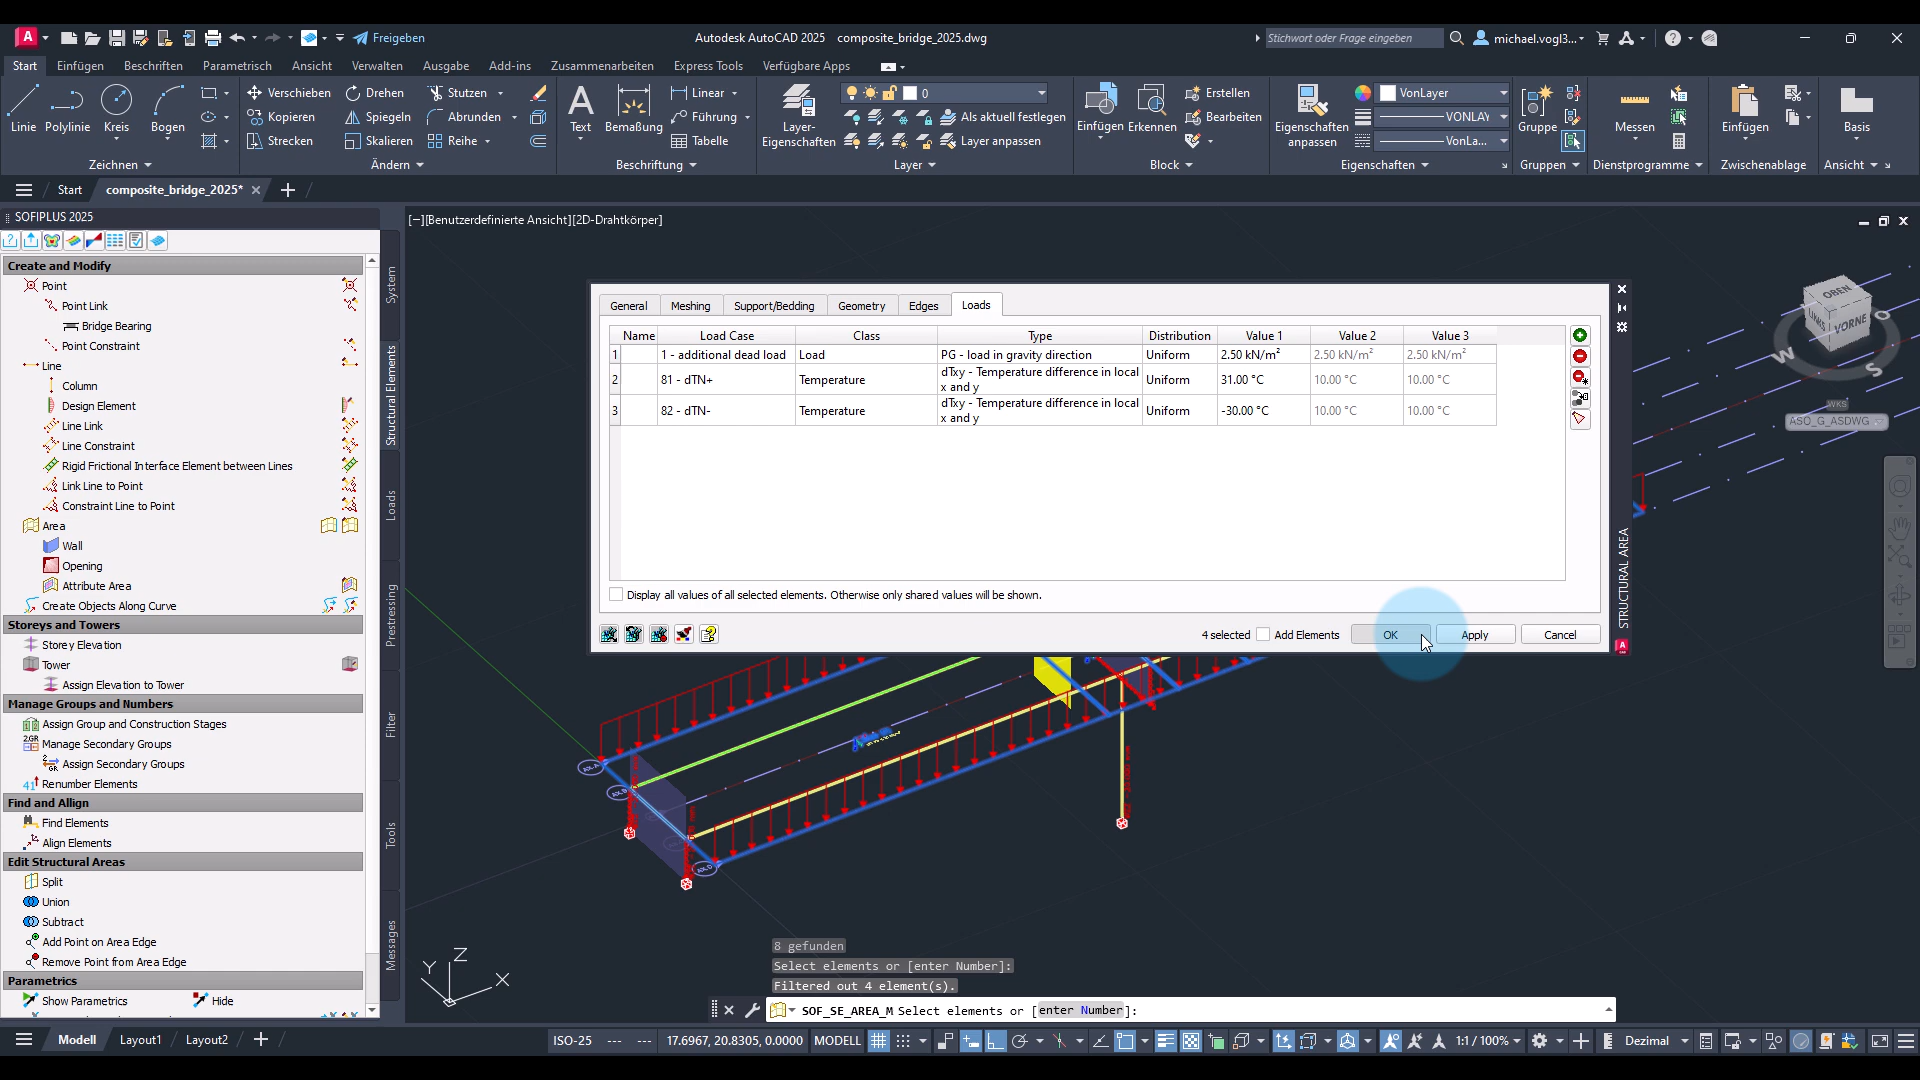 Freigeben
Autodesk AutoCAD 2025 composite_bridge_2025.dwg
Stichwort oder Frage eingeben
michael.vogl3...
Start Einfügen Beschriften Parametrisch Ansicht Verwalten Ausgabe Add-ins Zusammenarbeiten Express Tools Verfügbare Apps
Verschieben Drehen Stutzen Linear 0 Erstellen VonLayer
Linie Polylinie Kreis Bogen Kopieren Spiegeln Abrunden Text Bemaßung Führung Layer-Eigenschaften Als aktuell festlegen Einfügen Erkennen Bearbeiten Eigenschaften anpassen VONLAY Gruppe Messen Einfügen Basis
Strecken Skalieren Reihe Tabelle Layer anpassen VonLa...
Zeichnen Ändern Beschriftung Layer Block Eigenschaften Gruppen Dienstprogramme Zwischenablage Ansicht
Start composite_bridge_2025*
SOFIPLUS 2025
[−][Benutzerdefinierte Ansicht][2D-Drahtkörper]
Create and Modify
Point
Point Link
Bridge Bearing
Point Constraint
Line
Column
Design Element
Line Link
Line Constraint
Rigid Frictional Interface Element between Lines
Link Line to Point
Constraint Line to Point
Area
Wall
Opening
Attribute Area
Create Objects Along Curve
Storeys and Towers
Storey Elevation
Tower
Assign Elevation to Tower
Manage Groups and Numbers
Assign Group and Construction Stages
Manage Secondary Groups
Assign Secondary Groups
Renumber Elements
Find and Allign
Find Elements
Align Elements
Edit Structural Areas
Split
Union
Subtract
Add Point on Area Edge
Remove Point from Area Edge
Parametrics
Show Parametrics Hide
System
Structural Elements
Loads
Prestressing
Filter
Tools
Messages
General Meshing Support/Bedding Geometry Edges Loads
Name Load Case Class Type Distribution Value 1 Value 2 Value 3
1 1 - additional dead load Load PG - load in gravity direction Uniform 2.50 kN/m² 2.50 kN/m² 2.50 kN/m²
2 81 - dTN+ Temperature dTxy - Temperature difference in local x and y Uniform 31.00 °C 10.00 °C 10.00 °C
3 82 - dTN- Temperature dTxy - Temperature difference in local x and y Uniform -30.00 °C 10.00 °C 10.00 °C
Display all values of all selected elements. Otherwise only shared values will be shown.
4 selected Add Elements OK Apply Cancel
STRUCTURAL AREA
OBEN
LINKS VORNE
W S O
WKS
ASO_G_ASDWG
Z
Y
X
8 gefunden
Select elements or [enter Number]:
Filtered out 4 element(s).
SOF_SE_AREA_M Select elements or [enter Number]:
Modell Layout1 Layout2
ISO-25 --- --- 17.6967, 20.8305, 0.0000 MODELL 1:1 / 100% Dezimal